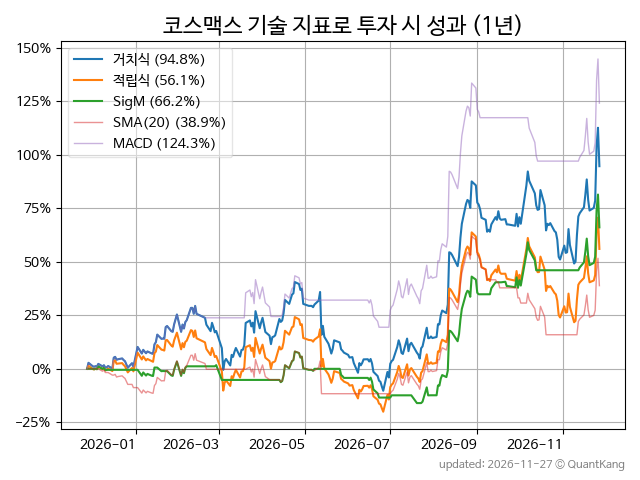 코스맥스 기술 지표로 투자 시 성과 (1년)
150%
125%
100%
75%
50%
25%
0%
−25%
거치식 (94.8%)
적립식 (56.1%)
SigM (66.2%)
SMA(20) (38.9%)
MACD (124.3%)
2026-01 2026-03 2026-05 2026-07 2026-09 2026-11
updated: 2026-11-27 © QuantKang